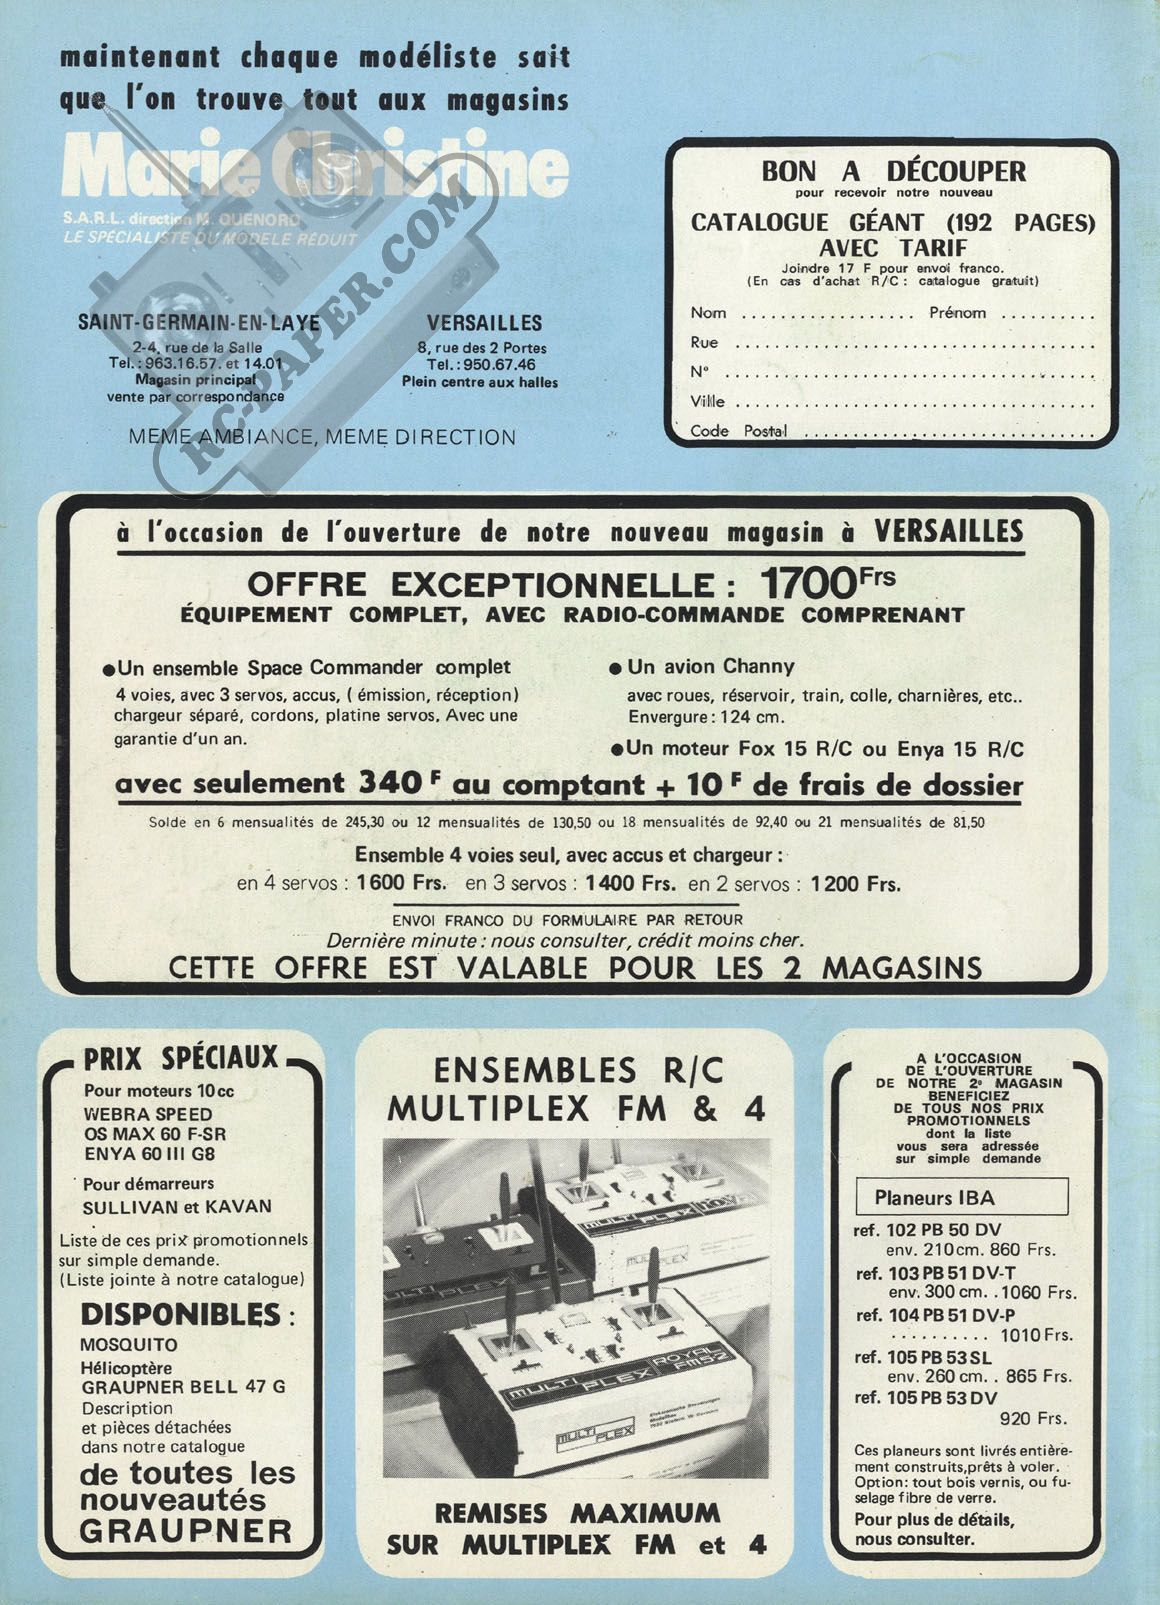 maintenant chaque modéliste sait
que l'on trouve tout aux magasins
Marie Christine
S.A.R.L. direction M. QUENORD
LE SPÉCIALISTE DU MODELE RÉDUIT
RC-PAPER.COM
SAINT-GERMAIN-EN-LAYE
2-4, rue de la Salle
Tel. : 963.16.57. et 14.01
Magasin principal
vente par correspondance
VERSAILLES
8, rue des 2 Portes
Tel. : 950.67.46
Plein centre aux halles
MEME AMBIANCE, MEME DIRECTION
BON A DÉCOUPER
pour recevoir notre nouveau
CATALOGUE GÉANT (192 PAGES)
AVEC TARIF
Joindre 17 F pour envoi franco.
(En cas d'achat R/C : catalogue gratuit)
Nom .................. Prénom ..........
Rue ........................................
N° ........................................
Ville ......................................
Code Postal ..............................
à l'occasion de l'ouverture de notre nouveau magasin à VERSAILLES
OFFRE EXCEPTIONNELLE : 1700 Frs
ÉQUIPEMENT COMPLET, AVEC RADIO-COMMANDE COMPRENANT
● Un ensemble Space Commander complet
4 voies, avec 3 servos, accus, ( émission, réception)
chargeur séparé, cordons, platine servos. Avec une
garantie d'un an.
● Un avion Channy
avec roues, réservoir, train, colle, charnières, etc..
Envergure : 124 cm.
● Un moteur Fox 15 R/C ou Enya 15 R/C
avec seulement 340 F au comptant + 10 F de frais de dossier
Solde en 6 mensualités de 245,30 ou 12 mensualités de 130,50 ou 18 mensualités de 92,40 ou 21 mensualités de 81,50
Ensemble 4 voies seul, avec accus et chargeur :
en 4 servos : 1600 Frs. en 3 servos : 1400 Frs. en 2 servos : 1200 Frs.
ENVOI FRANCO DU FORMULAIRE PAR RETOUR
Dernière minute : nous consulter, crédit moins cher.
CETTE OFFRE EST VALABLE POUR LES 2 MAGASINS
PRIX SPÉCIAUX
Pour moteurs 10cc
WEBRA SPEED
OS MAX 60 F-SR
ENYA 60 III G8
Pour démarreurs
SULLIVAN et KAVAN
Liste de ces prix promotionnels
sur simple demande.
(Liste jointe à notre catalogue)
DISPONIBLES :
MOSQUITO
Hélicoptère
GRAUPNER BELL 47 G
Description
et pièces détachées
dans notre catalogue
de toutes les
nouveautés
GRAUPNER
ENSEMBLES R/C
MULTIPLEX FM & 4
MULTI PLEX ROYAL
MULTI PLEX
MULTI PLEX ROYAL FM52
MULTI PLEX
REMISES MAXIMUM
SUR MULTIPLEX FM et 4
A L'OCCASION
DE L'OUVERTURE
DE NOTRE 2e MAGASIN
BENEFICIEZ
DE TOUS NOS PRIX
PROMOTIONNELS
dont la liste
vous sera adressée
sur simple demande
Planeurs IBA
ref. 102 PB 50 DV
env. 210 cm. 860 Frs.
ref. 103 PB 51 DV-T
env. 300 cm. . 1060 Frs.
ref. 104 PB 51 DV-P
.......... 1010 Frs.
ref. 105 PB 53 SL
env. 260 cm. . 865 Frs.
ref. 105 PB 53 DV
920 Frs.
Ces planeurs sont livrés entière-
ment construits,prêts à voler.
Option: tout bois vernis, ou fu-
selage fibre de verre.
Pour plus de détails,
nous consulter.